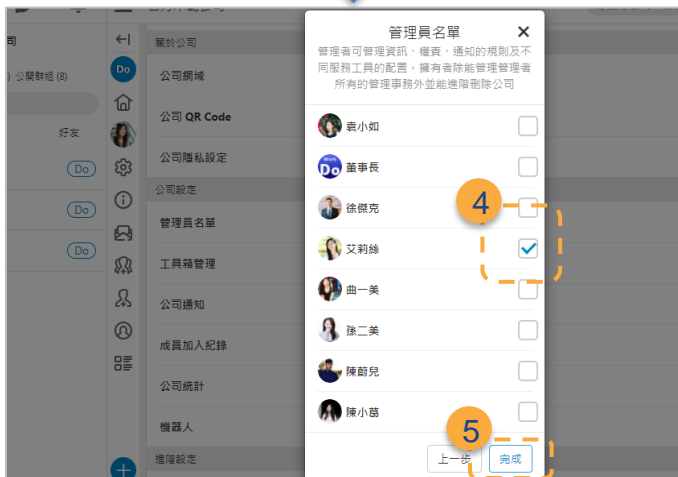 管理員名單
管理者可管理資訊、權責、通知的規則及不
同服務工具的配置，擁有者除能管理管理者
所有的管理事務外並能進階刪除公司
袁小如
Do 董事長
徐傑克
4
艾莉絲
曲一美
孫二美
陳蔚兒
陳小菡
5
上一步 完成
司
公開群組 (8)
好友
Do
Do
Do
Do
關於公司
公司網域
公司 QR Code
公司隱私設定
公司設定
管理員名單
工具箱管理
公司通知
成員加入紀錄
公司統計
機器人
進階設定